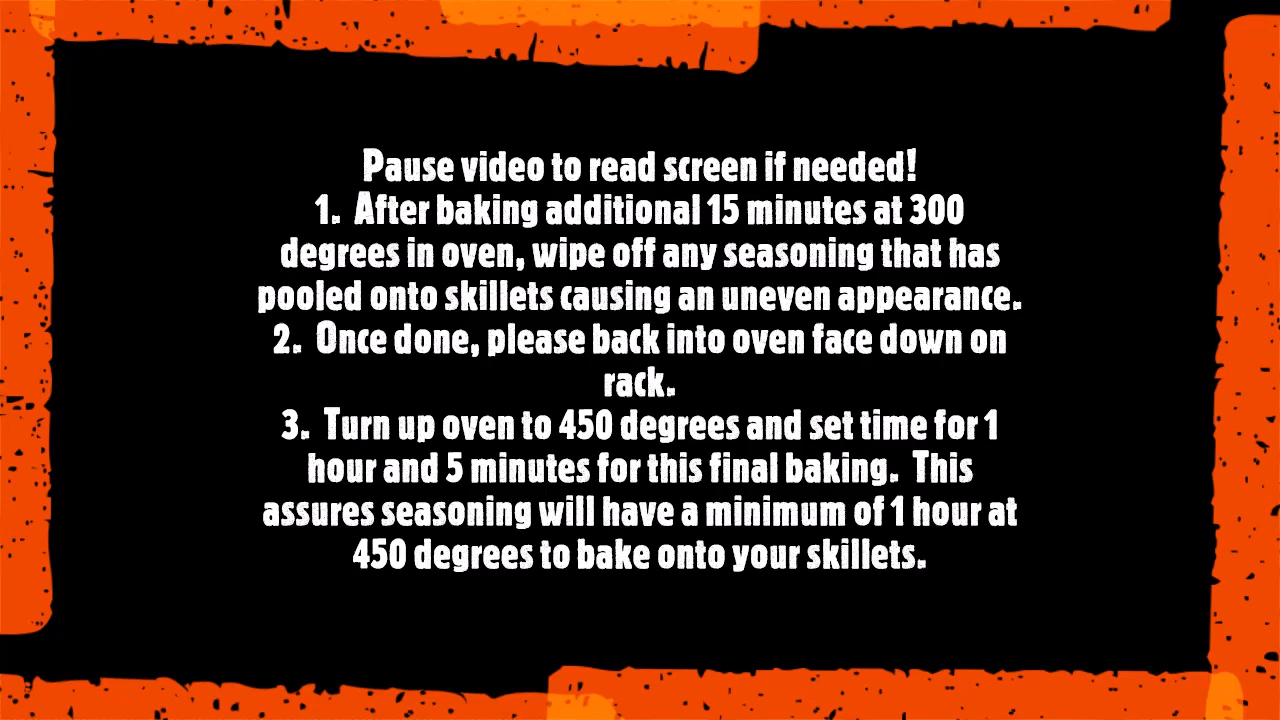 Pause video to read screen if needed!
1.  After baking additional 15 minutes at 300
degrees in oven, wipe off any seasoning that has
pooled onto skillets causing an uneven appearance.
2.  Once done, please back into oven face down on
rack.
3.  Turn up oven to 450 degrees and set time for 1
hour and 5 minutes for this final baking.  This
assures seasoning will have a minimum of 1 hour at
450 degrees to bake onto your skillets.